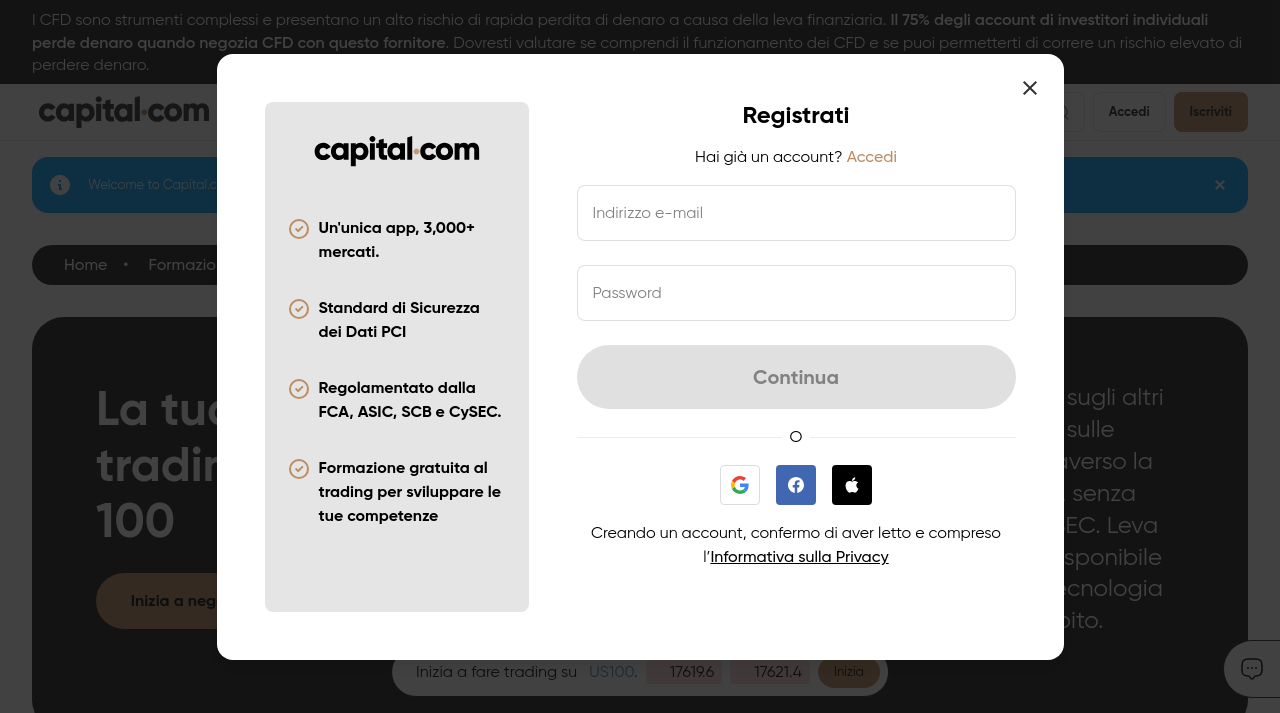 I CFD sono strumenti complessi e presentano un alto rischio di rapida perdita di denaro a causa della leva finanziaria. Il 75% degli account di investitori individuali
perde denaro quando negozia CFD con questo fornitore. Dovresti valutare se comprendi il funzionamento dei CFD e se puoi permetterti di correre un rischio elevato di
perdere denaro.
capital.com
Accedi
Iscriviti
Welcome to Capital.c
Home • Formazio
La tuo
tradin
100
Inizia a neg
sugli altri
sulle
averso la
senza
EC. Leva
sponibile
ecnologia
bito.
Inizia a fare trading su US100. 17619.6 17621.4 Inizia
capital.com
Un'unica app, 3,000+
mercati.
Standard di Sicurezza
dei Dati PCI
Regolamentato dalla
FCA, ASIC, SCB e CySEC.
Formazione gratuita al
trading per sviluppare le
tue competenze
Registrati
Hai già un account? Accedi
Indirizzo e-mail
Password
Continua
O
Creando un account, confermo di aver letto e compreso
l’Informativa sulla Privacy